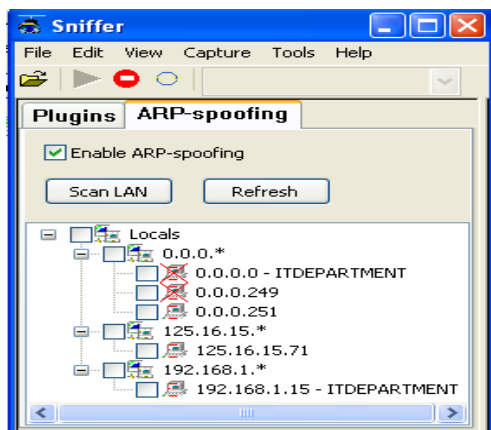 Sniffer
File Edit View Capture Tools Help
Plugins ARP-spoofing
Enable ARP-spoofing
Scan LAN Refresh
Locals
0.0.0.*
0.0.0.0 - ITDEPARTMENT
0.0.0.249
0.0.0.251
125.16.15.*
125.16.15.71
192.168.1.*
192.168.1.15 - ITDEPARTMENT